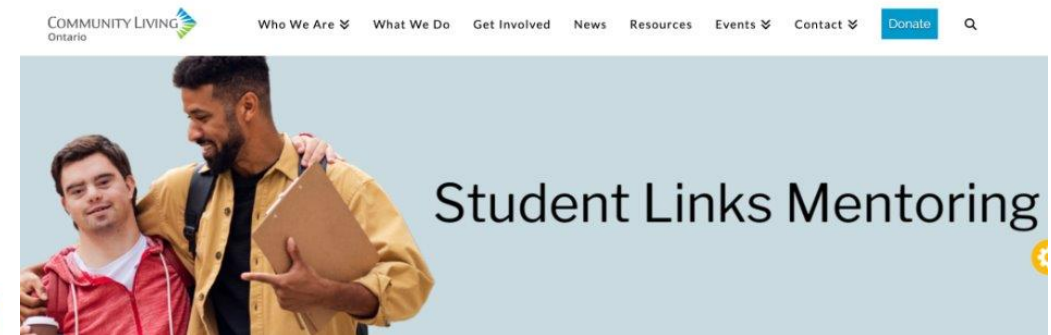 COMMUNITY LIVING
Ontario
Who We Are What We Do Get Involved News Resources Events Contact Donate
Student Links Mentoring